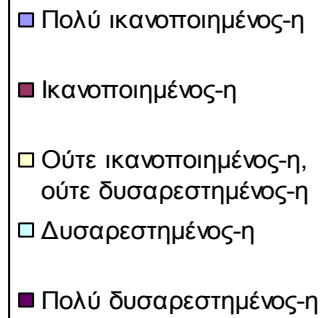 Πολύ ικανοποιημένος-η
Ικανοποιημένος-η
Ούτε ικανοποιημένος-η,
ούτε δυσαρεστημένος-η
Δυσαρεστημένος-η
Πολύ δυσαρεστημένος-η